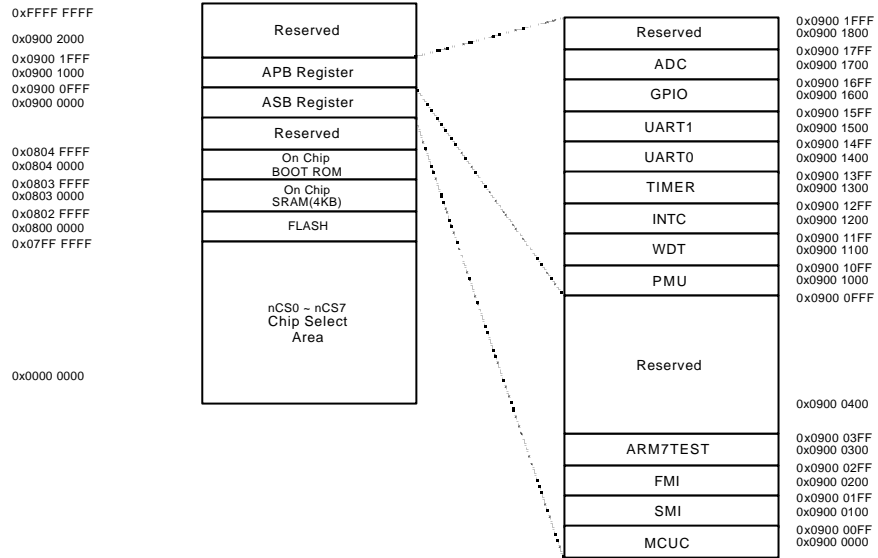 0xFFFF FFFF
Reserved
0x0900 2000
0x0900 1FFF
APB Register
0x0900 1000
0x0900 0FFF
ASB Register
0x0900 0000
Reserved
0x0804 FFFF
On Chip
BOOT ROM
0x0804 0000
0x0803 FFFF
On Chip
SRAM(4KB)
0x0803 0000
0x0802 FFFF
FLASH
0x0800 0000
0x07FF FFFF
nCS0 ~ nCS7
Chip Select
Area
0x0000 0000
0x0900 1FFF
Reserved
0x0900 1800
0x0900 17FF
ADC
0x0900 1700
0x0900 16FF
GPIO
0x0900 1600
0x0900 15FF
UART1
0x0900 1500
0x0900 14FF
UART0
0x0900 1400
0x0900 13FF
TIMER
0x0900 1300
0x0900 12FF
INTC
0x0900 1200
0x0900 11FF
WDT
0x0900 1100
0x0900 10FF
PMU
0x0900 1000
0x0900 0FFF
Reserved
0x0900 0400
0x0900 03FF
ARM7TEST
0x0900 0300
0x0900 02FF
FMI
0x0900 0200
0x0900 01FF
SMI
0x0900 0100
0x0900 00FF
MCUC
0x0900 0000